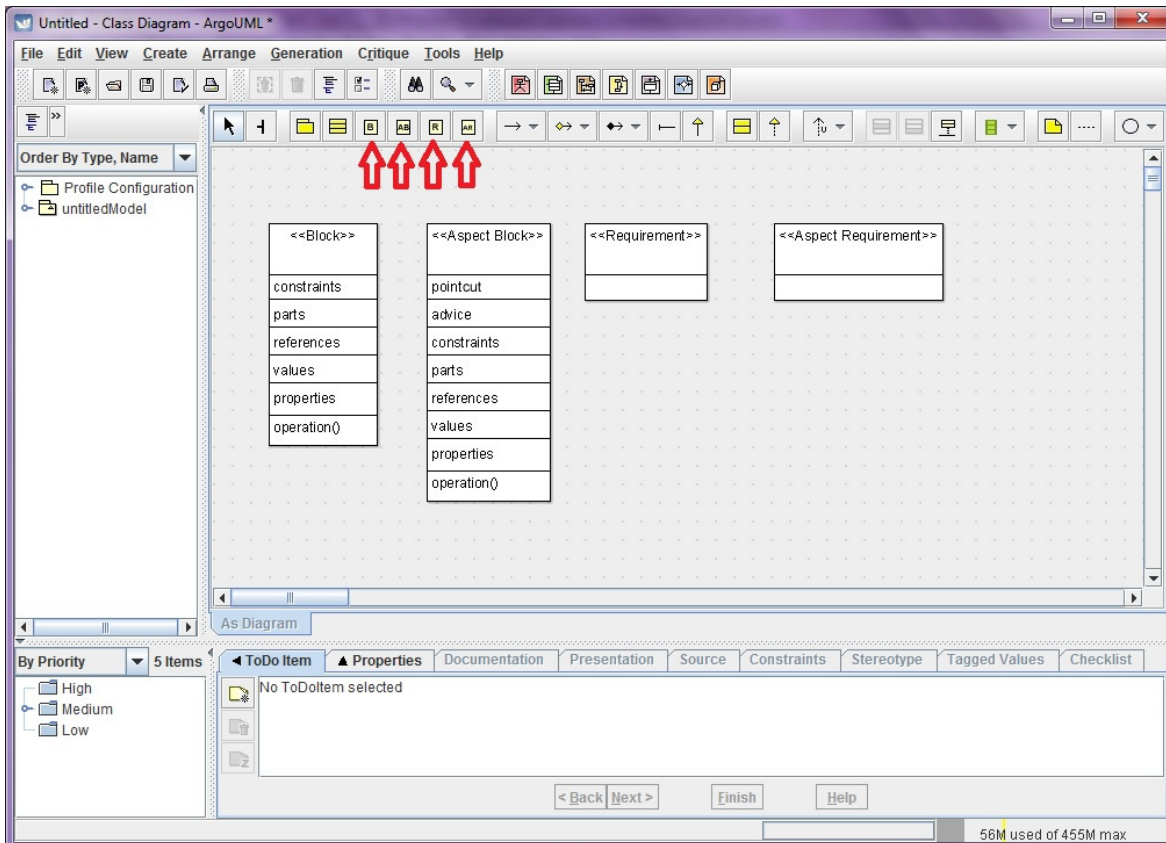 Untitled - Class Diagram - ArgoUML *
File Edit View Create Arrange Generation Critique Tools Help
B AB R AR
Order By Type, Name
Profile Configuration
untitledModel
<<Block>>
constraints
parts
references
values
properties
operation()
<<Aspect Block>>
pointcut
advice
constraints
parts
references
values
properties
operation()
<<Requirement>>
<<Aspect Requirement>>
As Diagram
By Priority 5 Items
High
Medium
Low
ToDo Item Properties Documentation Presentation Source Constraints Stereotype Tagged Values Checklist
No ToDoItem selected
< Back Next > Finish Help
56M used of 455M max